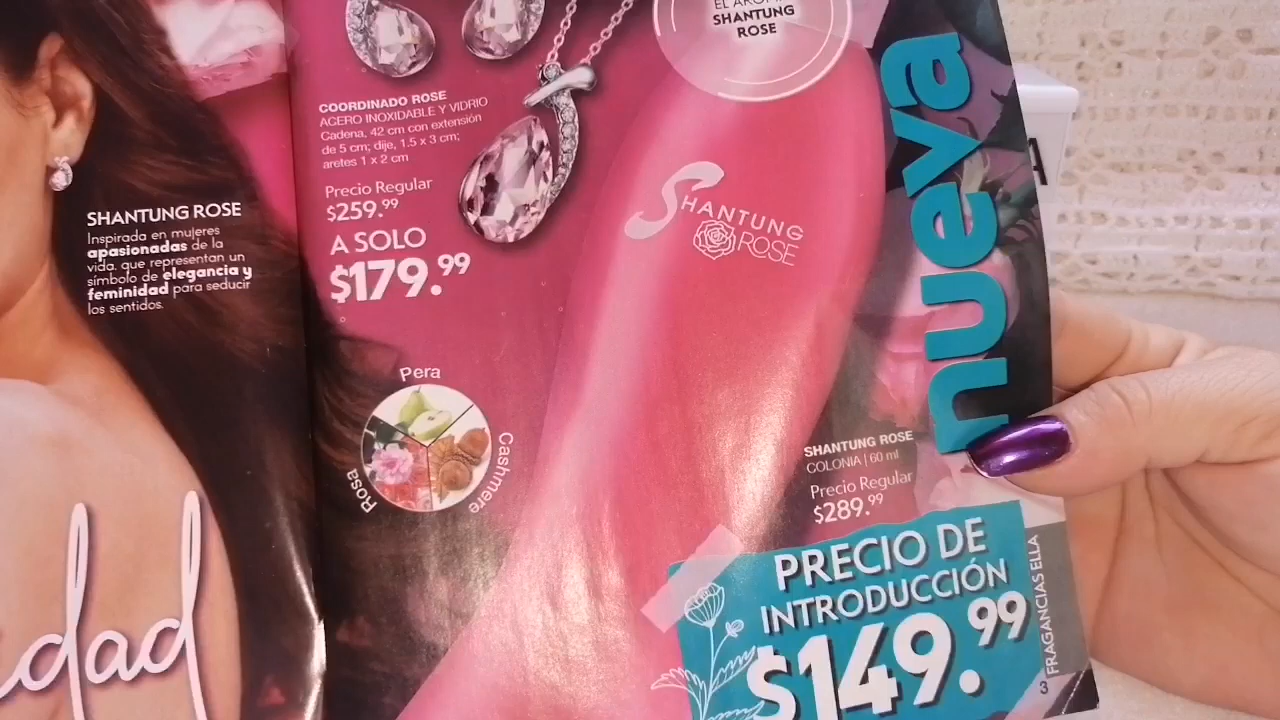 SHANTUNG ROSE
Inspirada en mujeres
apasionadas de la
vida, que representan un
símbolo de elegancia y
feminidad para seducir
los sentidos.
dad
COORDINADO ROSE
ACERO INOXIDABLE Y VIDRIO
Cadena, 42 cm con extensión
de 5 cm; dije, 1.5 x 3 cm;
aretes 1 x 2 cm
Precio Regular
$259.99
A SOLO
$179.99
Pera
Cashmere
Rosa
SHANTUNG
ROSE
SHANTUNG
ROSE
nueva
SHANTUNG ROSE
COLONIA | 60 ml
Precio Regular
$289.99
PRECIO DE
INTRODUCCIÓN
$149.99
3 FRAGANCIAS ELLA